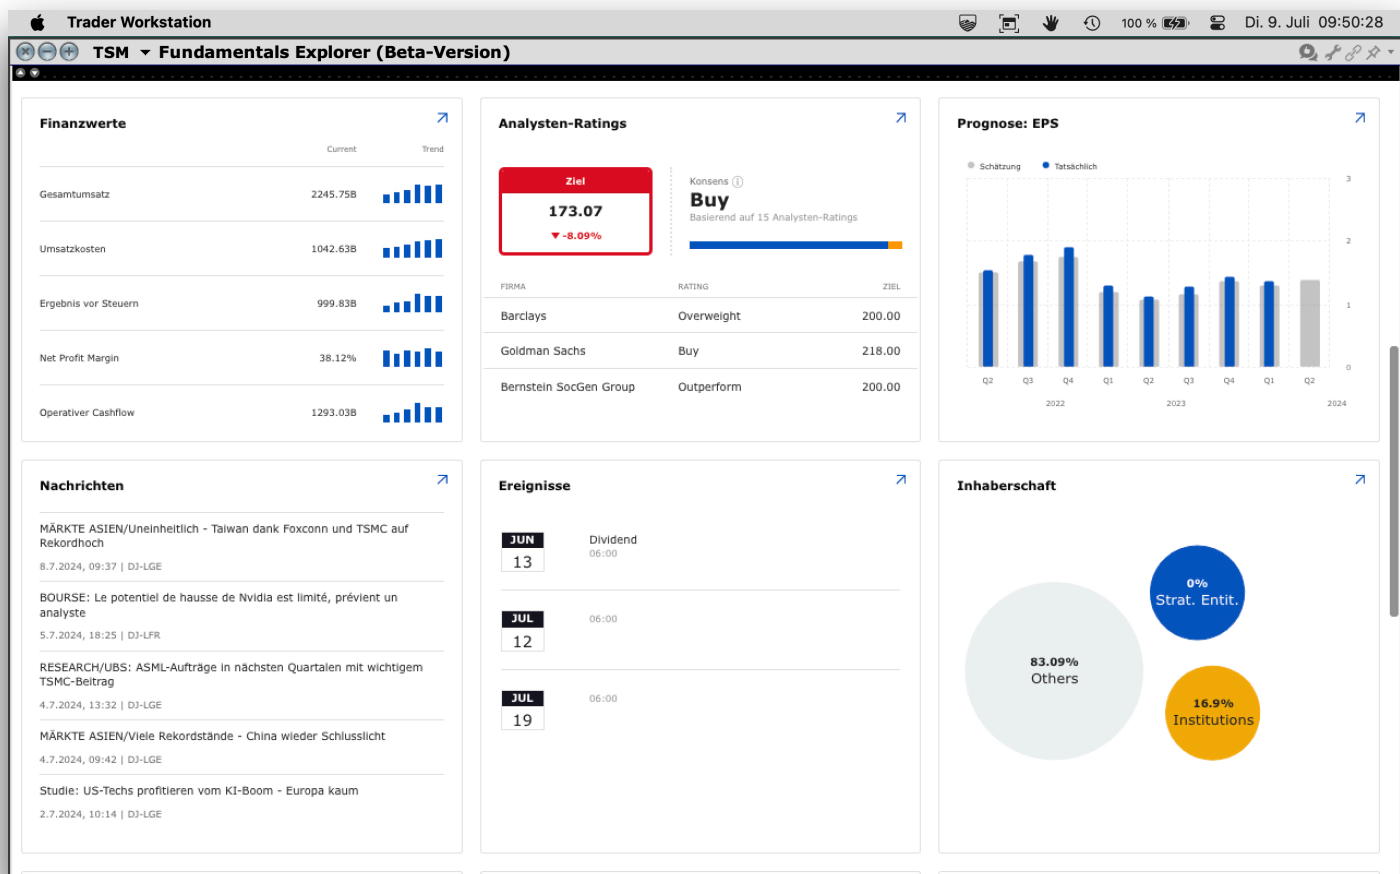 Trader Workstation
100 %
Di. 9. Juli 09:50:28
TSM Fundamentals Explorer (Beta-Version)
Finanzwerte
Current Trend
Gesamtumsatz 2245.75B
Umsatzkosten 1042.63B
Ergebnis vor Steuern 999.83B
Net Profit Margin 38.12%
Operativer Cashflow 1293.03B
Analysten-Ratings
Ziel
173.07
▼ -8.09%
Konsens
Buy
Basierend auf 15 Analysten-Ratings
FIRMA RATING ZIEL
Barclays Overweight 200.00
Goldman Sachs Buy 218.00
Bernstein SocGen Group Outperform 200.00
Prognose: EPS
Schätzung Tatsächlich
3
2
1
0
Q2 Q3 Q4 Q1 Q2 Q3 Q4 Q1 Q2
2022 2023 2024
Nachrichten
MÄRKTE ASIEN/Uneinheitlich - Taiwan dank Foxconn und TSMC auf
Rekordhoch
8.7.2024, 09:37 | DJ-LGE
BOURSE: Le potentiel de hausse de Nvidia est limité, prévient un
analyste
5.7.2024, 18:25 | DJ-LFR
RESEARCH/UBS: ASML-Aufträge in nächsten Quartalen mit wichtigem
TSMC-Beitrag
4.7.2024, 13:32 | DJ-LGE
MÄRKTE ASIEN/Viele Rekordstände - China wieder Schlusslicht
4.7.2024, 09:42 | DJ-LGE
Studie: US-Techs profitieren vom KI-Boom - Europa kaum
2.7.2024, 10:14 | DJ-LGE
Ereignisse
JUN
13
Dividend
06:00
JUL
12
06:00
JUL
19
06:00
Inhaberschaft
0%
Strat. Entit.
83.09%
Others
16.9%
Institutions